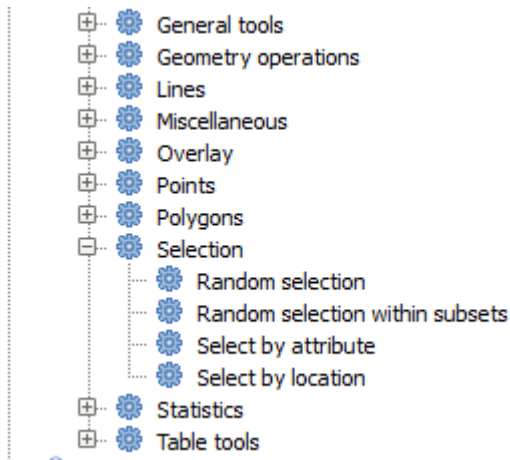 General tools
Geometry operations
Lines
Miscellaneous
Overlay
Points
Polygons
Selection
Random selection
Random selection within subsets
Select by attribute
Select by location
Statistics
Table tools